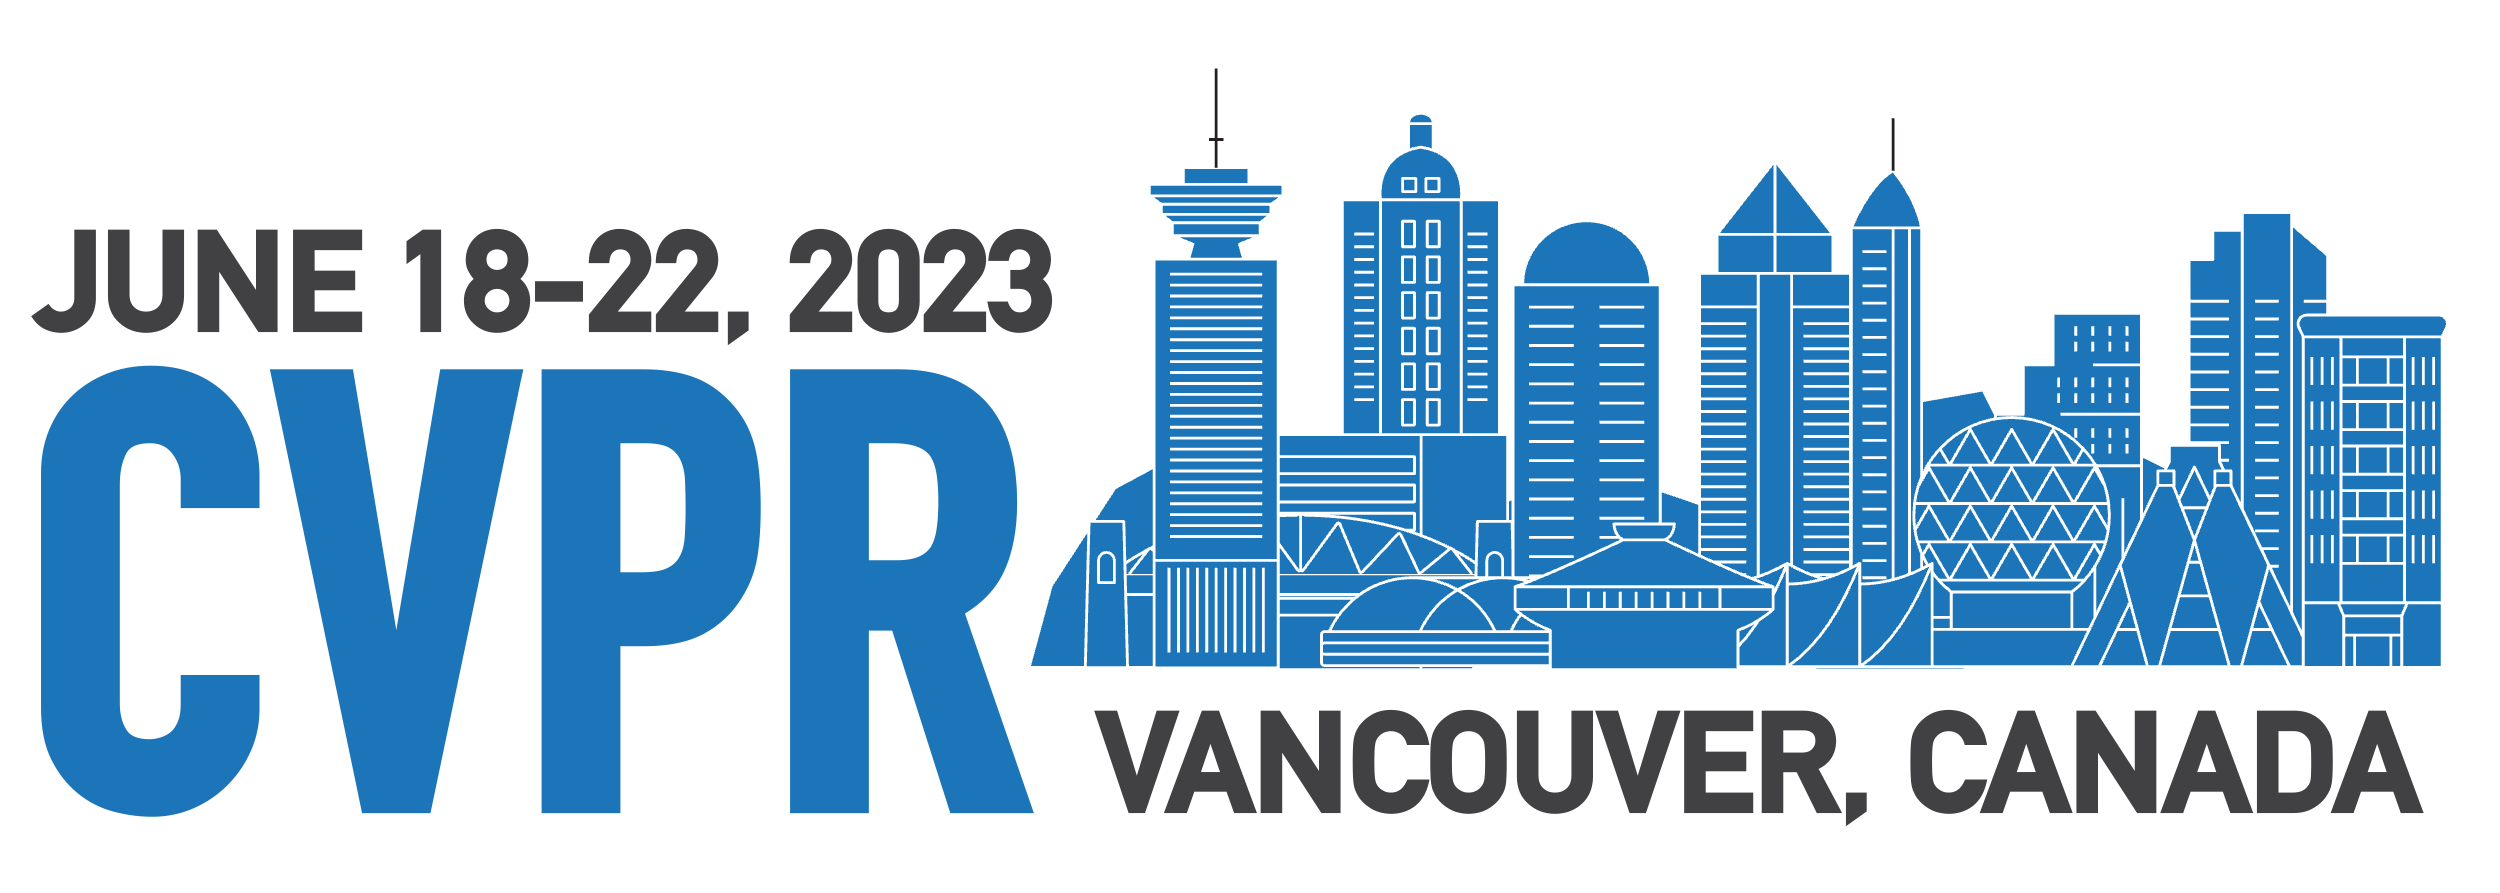 JUNE 18-22, 2023
CVPR
VANCOUVER, CANADA